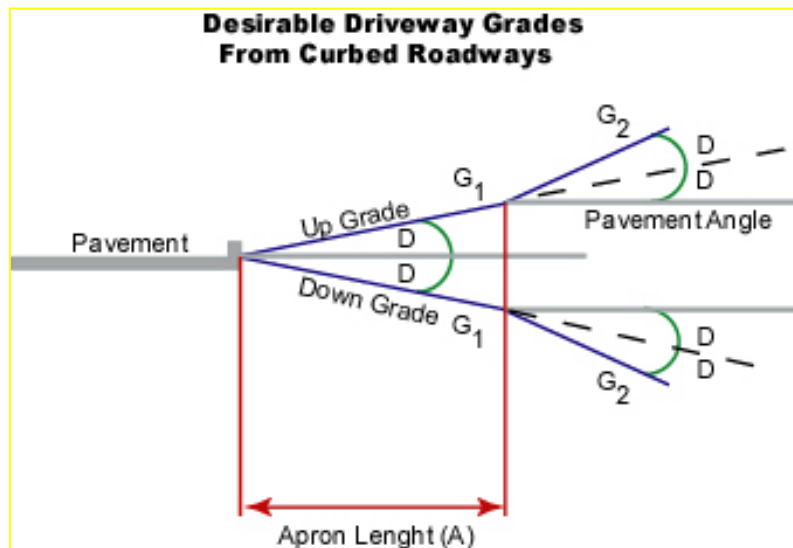 Desirable Driveway Grades
From Curbed Roadways
G2
D
D
G1
Up Grade
Pavement Angle
Pavement
D
D
Down Grade
G1
D
D
G2
Apron Lenght (A)